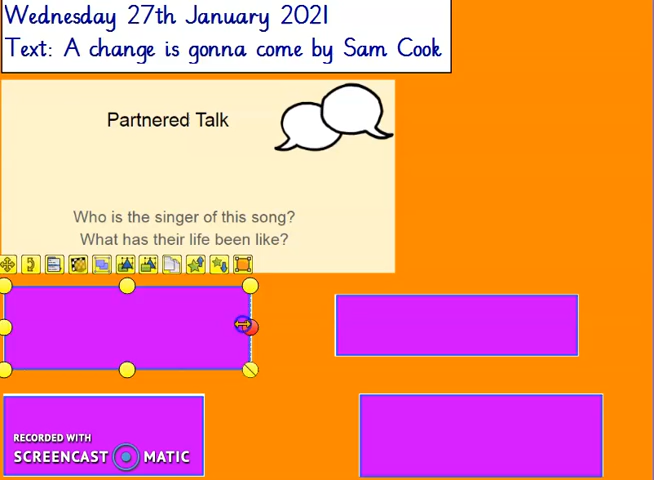 Wednesday 27th January 2021
Text: A change is gonna come by Sam Cook
Partnered Talk
Who is the singer of this song?
What has their life been like?
RECORDED WITH
SCREENCAST MATIC